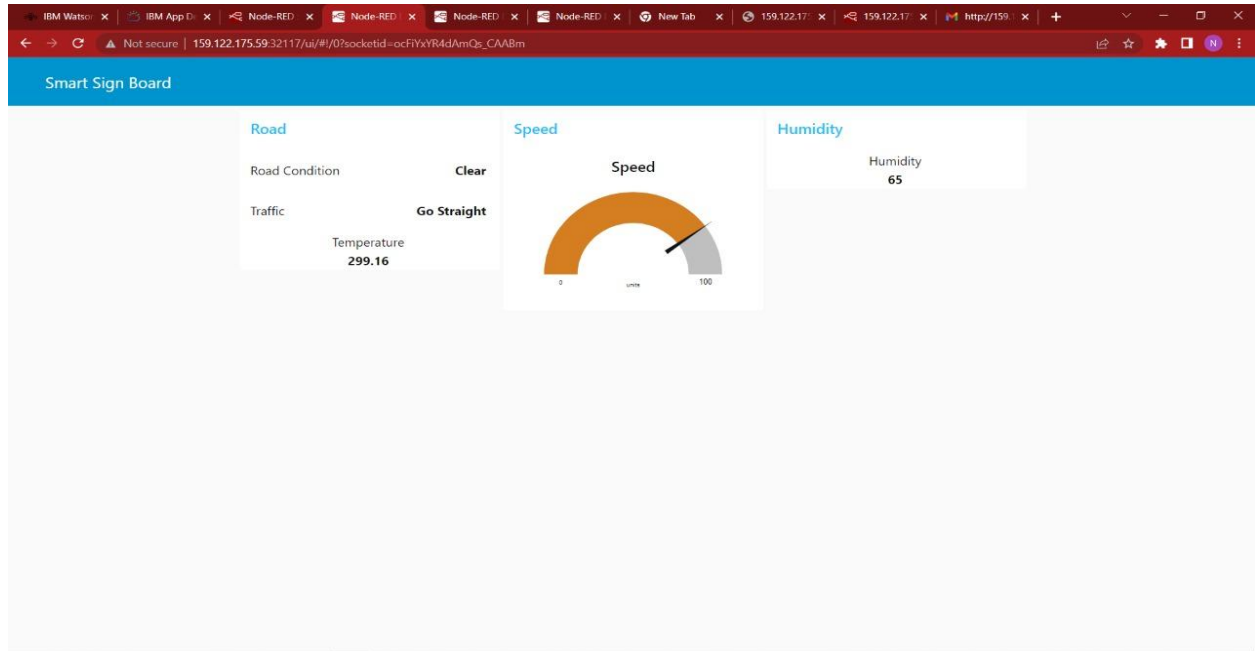 IBM Watson
IBM App De
Node-RED
Node-RED
Node-RED
Node-RED
New Tab
159.122.17
159.122.17
http://159.1
Not secure | 159.122.175.59:32117/ui/#!/0?socketid=ocFiYxYR4dAmQs_CAABm
N
Smart Sign Board
Road
Road Condition Clear
Traffic Go Straight
Temperature
299.16
Speed
Speed
0 units 100
Humidity
Humidity
65